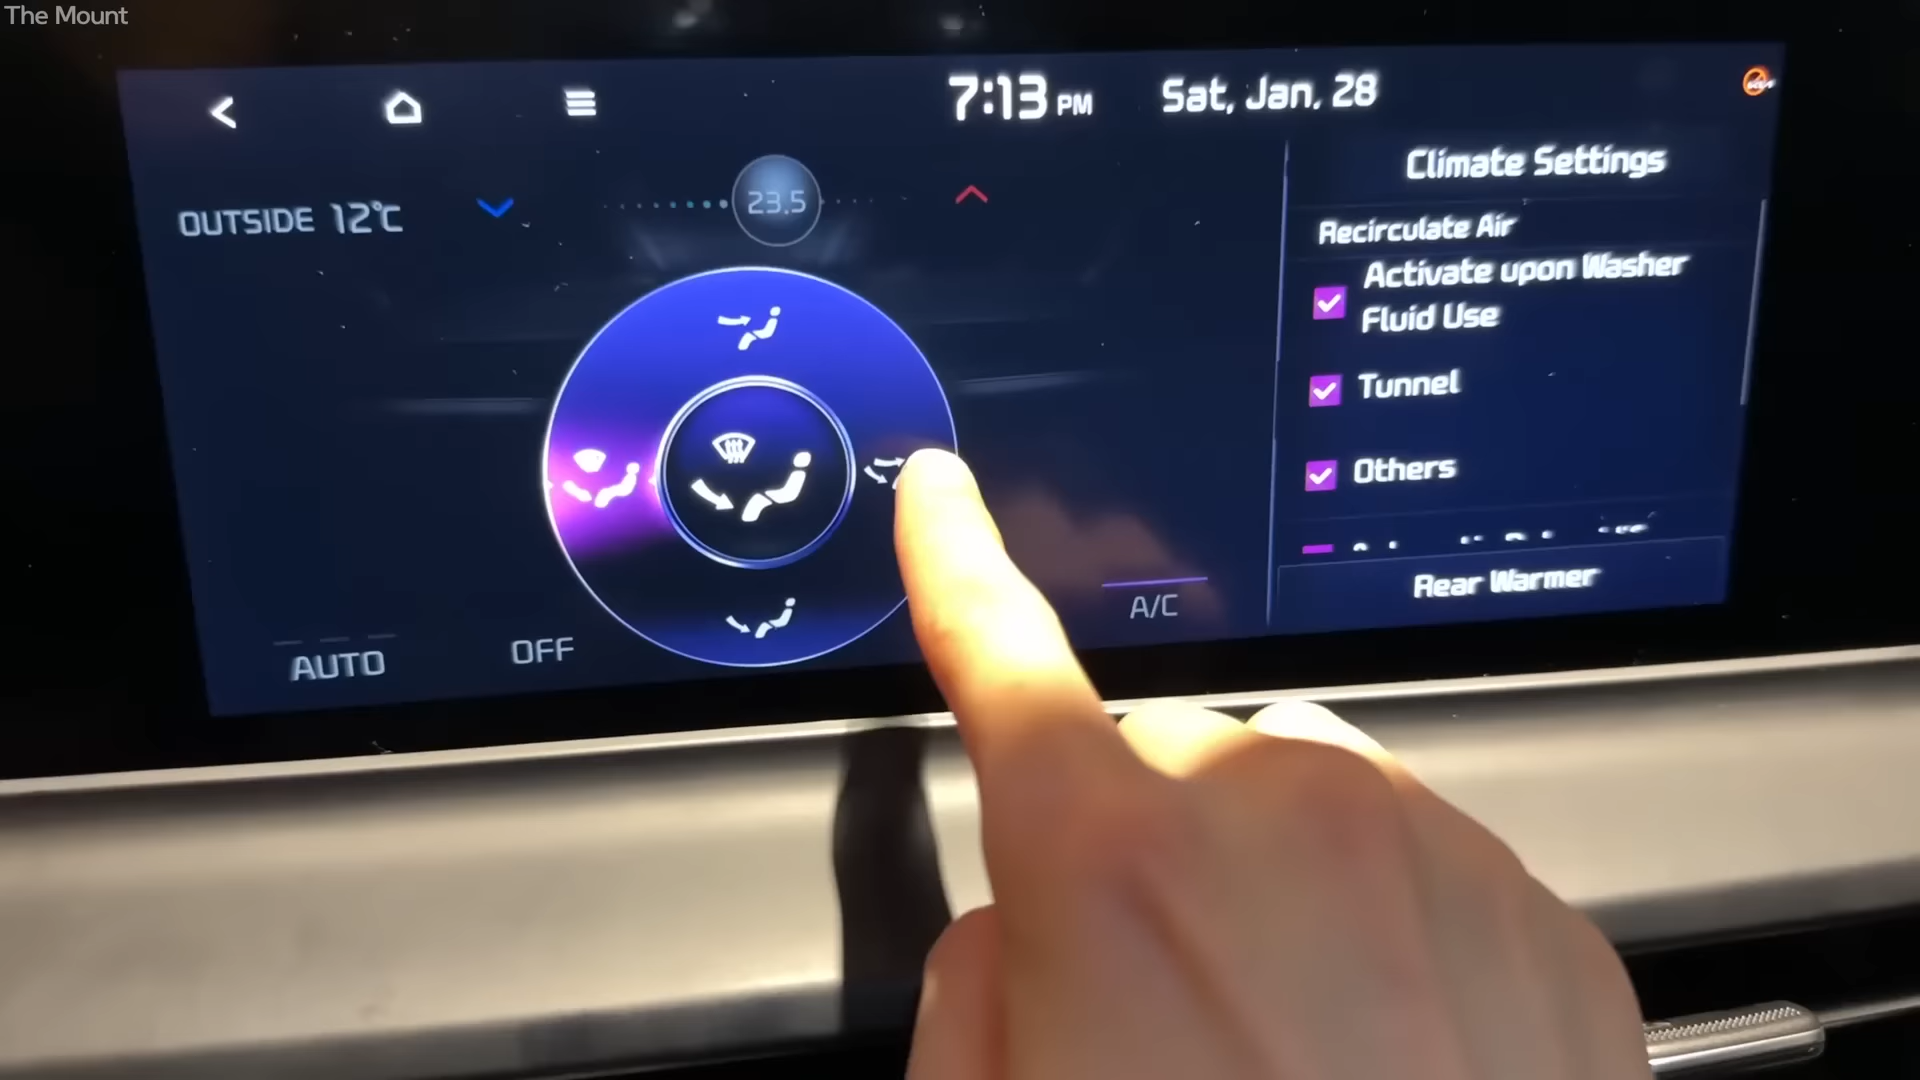 The Mount
7:13 PM Sat, Jan. 28
OUTSIDE 12°C
23.5
Climate Settings
Recirculate Air
Activate upon Washer
Fluid Use
Tunnel
Others
Rear Warmer
AUTO
OFF
A/C